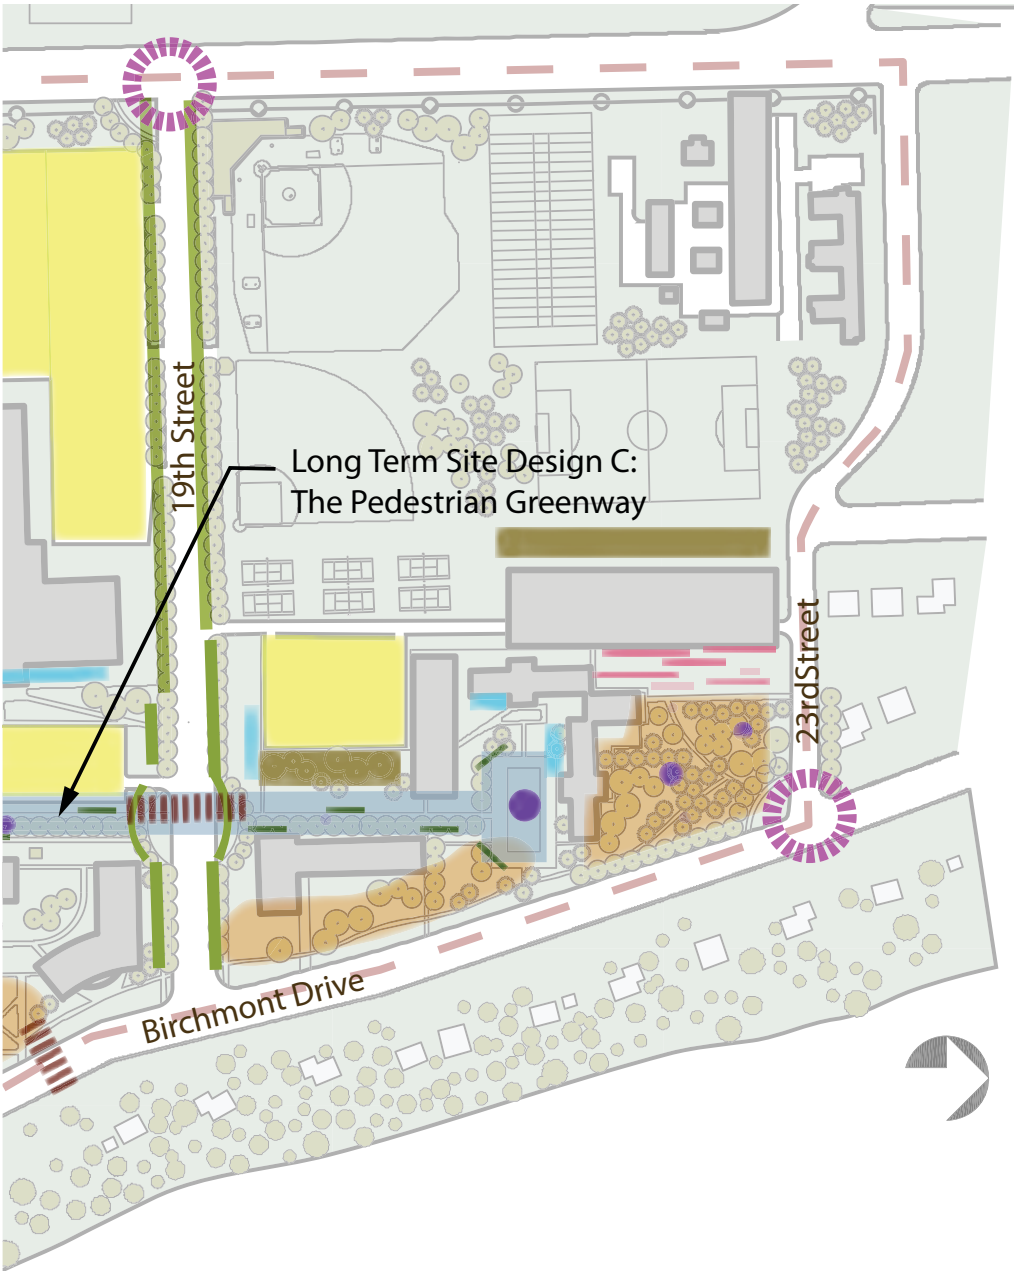 19th Street
Long Term Site Design C:
The Pedestrian Greenway
23rdStreet
Birchmont Drive